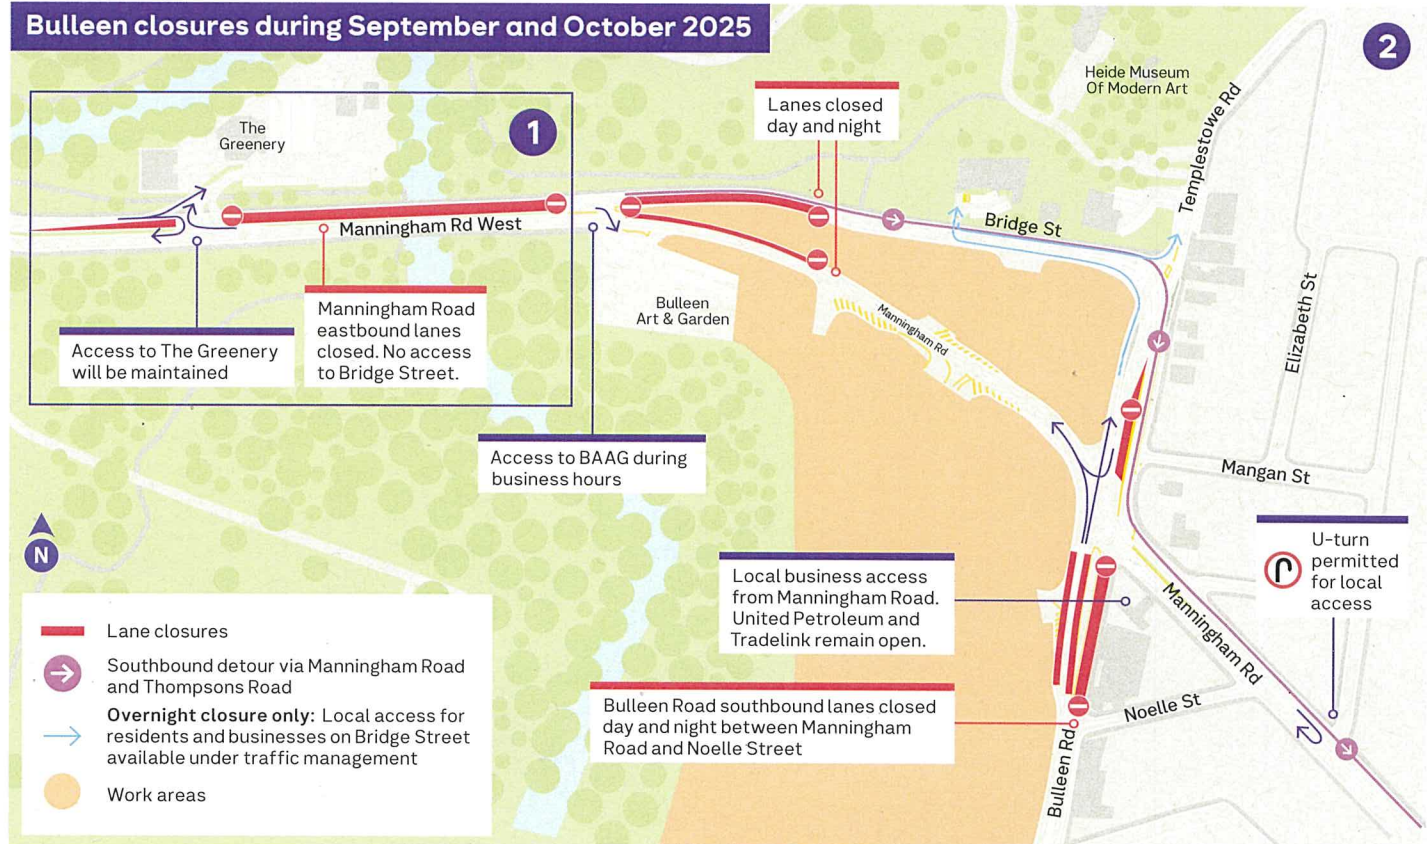 Bulleen closures during September and October 2025
2
Heide Museum
Of Modern Art
Templestowe Rd
Lanes closed
day and night
1
The
Greenery
Manningham Rd West
Bridge St
Elizabeth St
Manningham Road
eastbound lanes
closed. No access
to Bridge Street.
Access to The Greenery
will be maintained
Bulleen
Art & Garden
Manningham Rd
Access to BAAG during
business hours
Mangan St
U-turn
permitted
for local
access
N
Local business access
from Manningham Road.
United Petroleum and
Tradelink remain open.
Manningham Rd
Bulleen Road southbound lanes closed
day and night between Manningham
Road and Noelle Street
Noelle St
Bulleen Rd
Lane closures
Southbound detour via Manningham Road
and Thompsons Road
Overnight closure only: Local access for
residents and businesses on Bridge Street
available under traffic management
Work areas